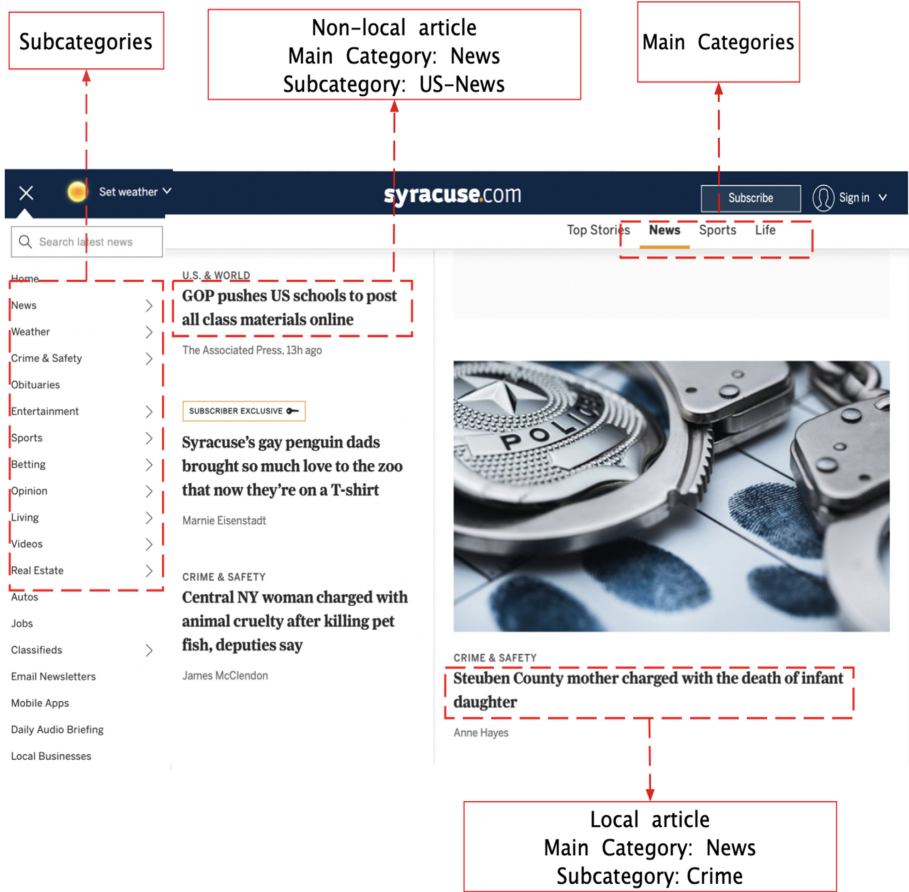 Subcategories
Non-local article
Main Category: News
Subcategory: US-News
Main Categories
Set weather
syracuse.com
Subscribe
Sign in
Search latest news
Top Stories News Sports Life
Home
News
Weather
Crime & Safety
Obituaries
Entertainment
Sports
Betting
Opinion
Living
Videos
Real Estate
Autos
Jobs
Classifieds
Email Newsletters
Mobile Apps
Daily Audio Briefing
Local Businesses
U.S. & WORLD
GOP pushes US schools to post
all class materials online
The Associated Press, 13h ago
SUBSCRIBER EXCLUSIVE
Syracuse's gay penguin dads
brought so much love to the zoo
that now they're on a T-shirt
Marnie Eisenstadt
CRIME & SAFETY
Central NY woman charged with
animal cruelty after killing pet
fish, deputies say
James McClendon
POLI
CRIME & SAFETY
Steuben County mother charged with the death of infant
daughter
Anne Hayes
Local article
Main Category: News
Subcategory: Crime